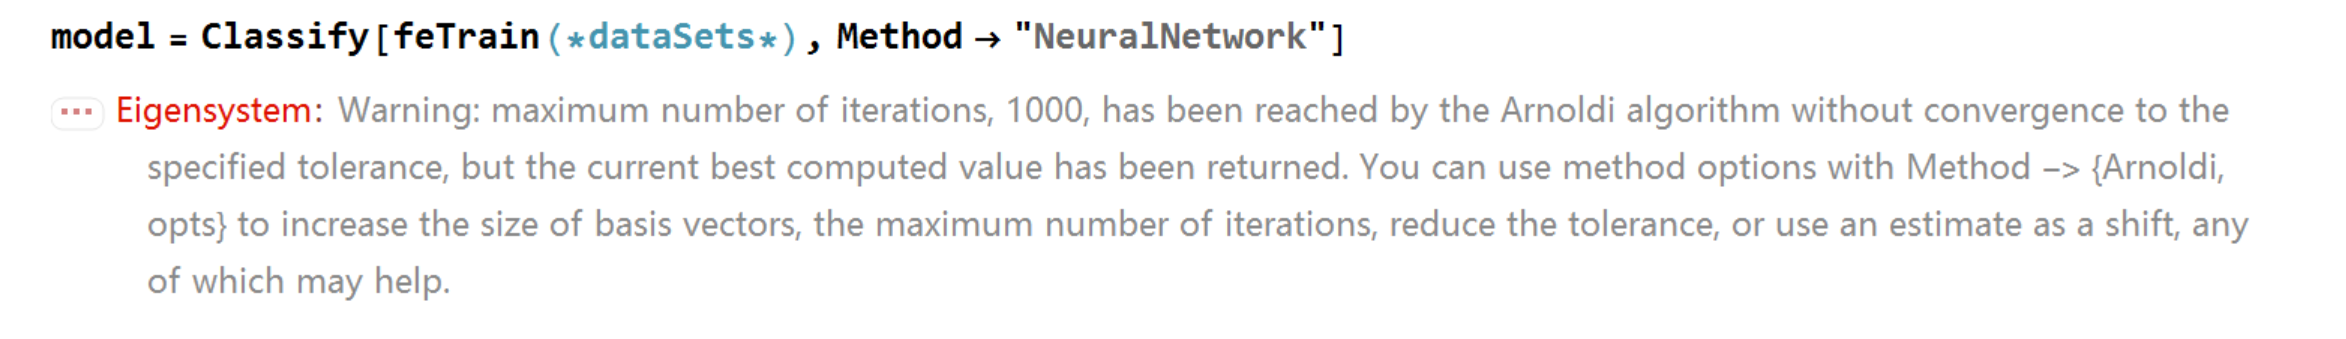 model = Classify[feTrain(*dataSets*), Method → "NeuralNetwork"]
··· Eigensystem: Warning: maximum number of iterations, 1000, has been reached by the Arnoldi algorithm without convergence to the
specified tolerance, but the current best computed value has been returned. You can use method options with Method −> {Arnoldi,
opts} to increase the size of basis vectors, the maximum number of iterations, reduce the tolerance, or use an estimate as a shift, any
of which may help.